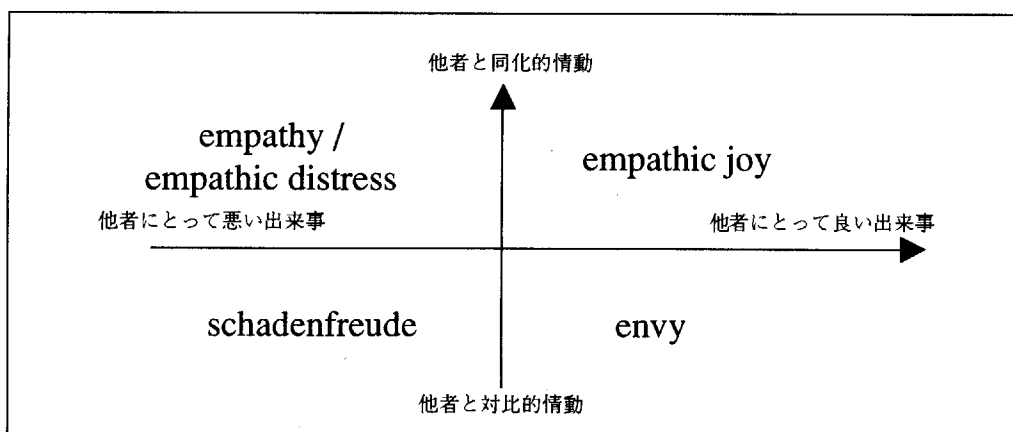 他者と同化的情動
empathy /
empathic distress
empathic joy
他者にとって悪い出来事
他者にとって良い出来事
schadenfreude
envy
他者と対比的情動